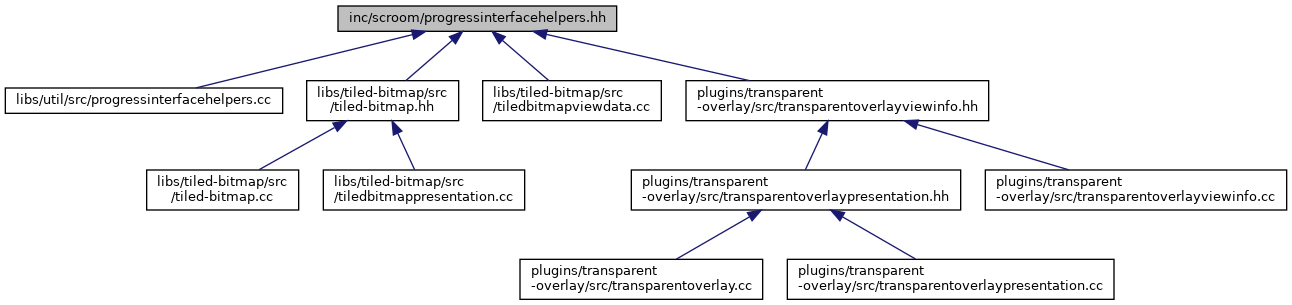 inc/scroom/progressinterfacehelpers.hh
libs/util/src/progressinterfacehelpers.cc
libs/tiled-bitmap/src
/tiled-bitmap.hh
libs/tiled-bitmap/src
/tiledbitmapviewdata.cc
plugins/transparent
-overlay/src/transparentoverlayviewinfo.hh
libs/tiled-bitmap/src
/tiled-bitmap.cc
libs/tiled-bitmap/src
/tiledbitmappresentation.cc
plugins/transparent
-overlay/src/transparentoverlaypresentation.hh
plugins/transparent
-overlay/src/transparentoverlayviewinfo.cc
plugins/transparent
-overlay/src/transparentoverlay.cc
plugins/transparent
-overlay/src/transparentoverlaypresentation.cc